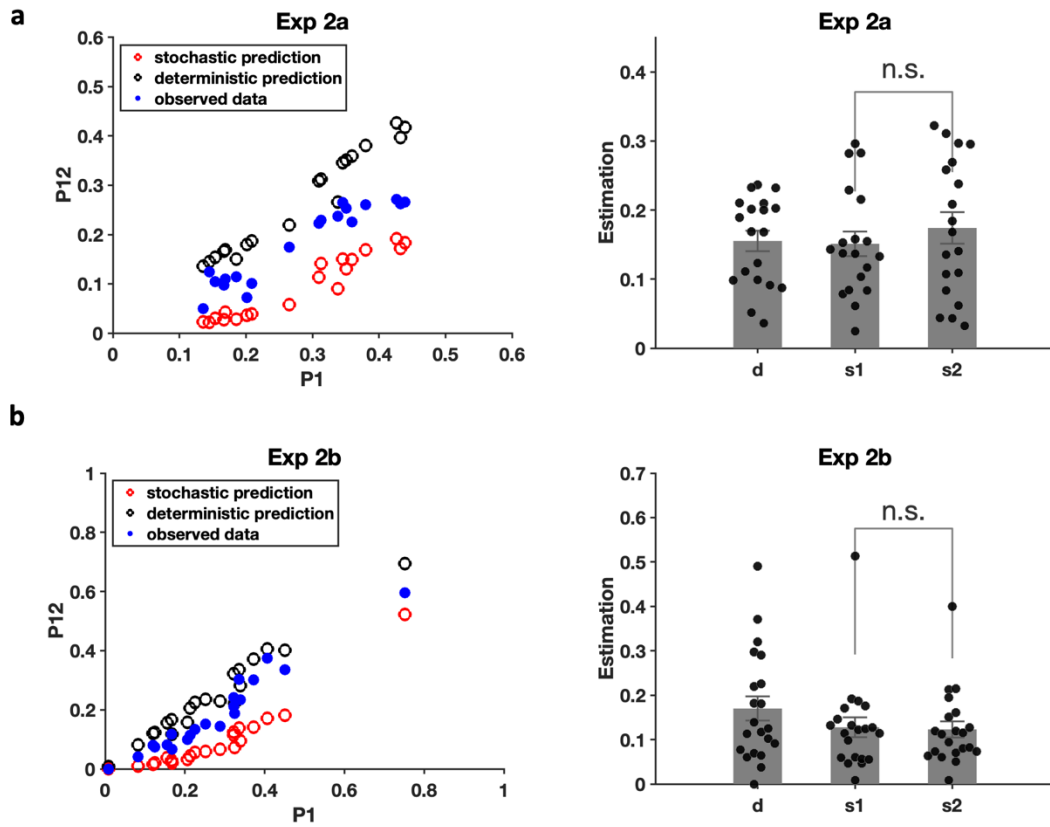 a
Exp 2a
0.6
0.5
0.4
0.3
0.2
0.1
0
P12
stochastic prediction
deterministic prediction
observed data
0
0.1
0.2
0.3
0.4
0.5
0.6
P1
Exp 2a
0.4
0.3
0.2
0.1
0
Estimation
n.s.
d
s1
s2
b
Exp 2b
1
0.8
0.6
0.4
0.2
0
P12
stochastic prediction
deterministic prediction
observed data
0
0.2
0.4
0.6
0.8
1
P1
Exp 2b
0.7
0.6
0.5
0.4
0.3
0.2
0.1
0
Estimation
n.s.
d
s1
s2